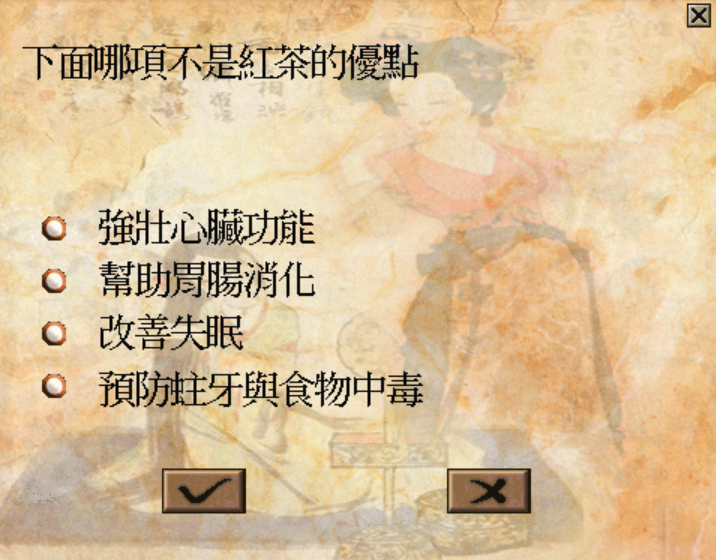 下面哪項不是紅茶的優點
強壯心臟功能
幫助胃腸消化
改善失眠
預防蛀牙與食物中毒